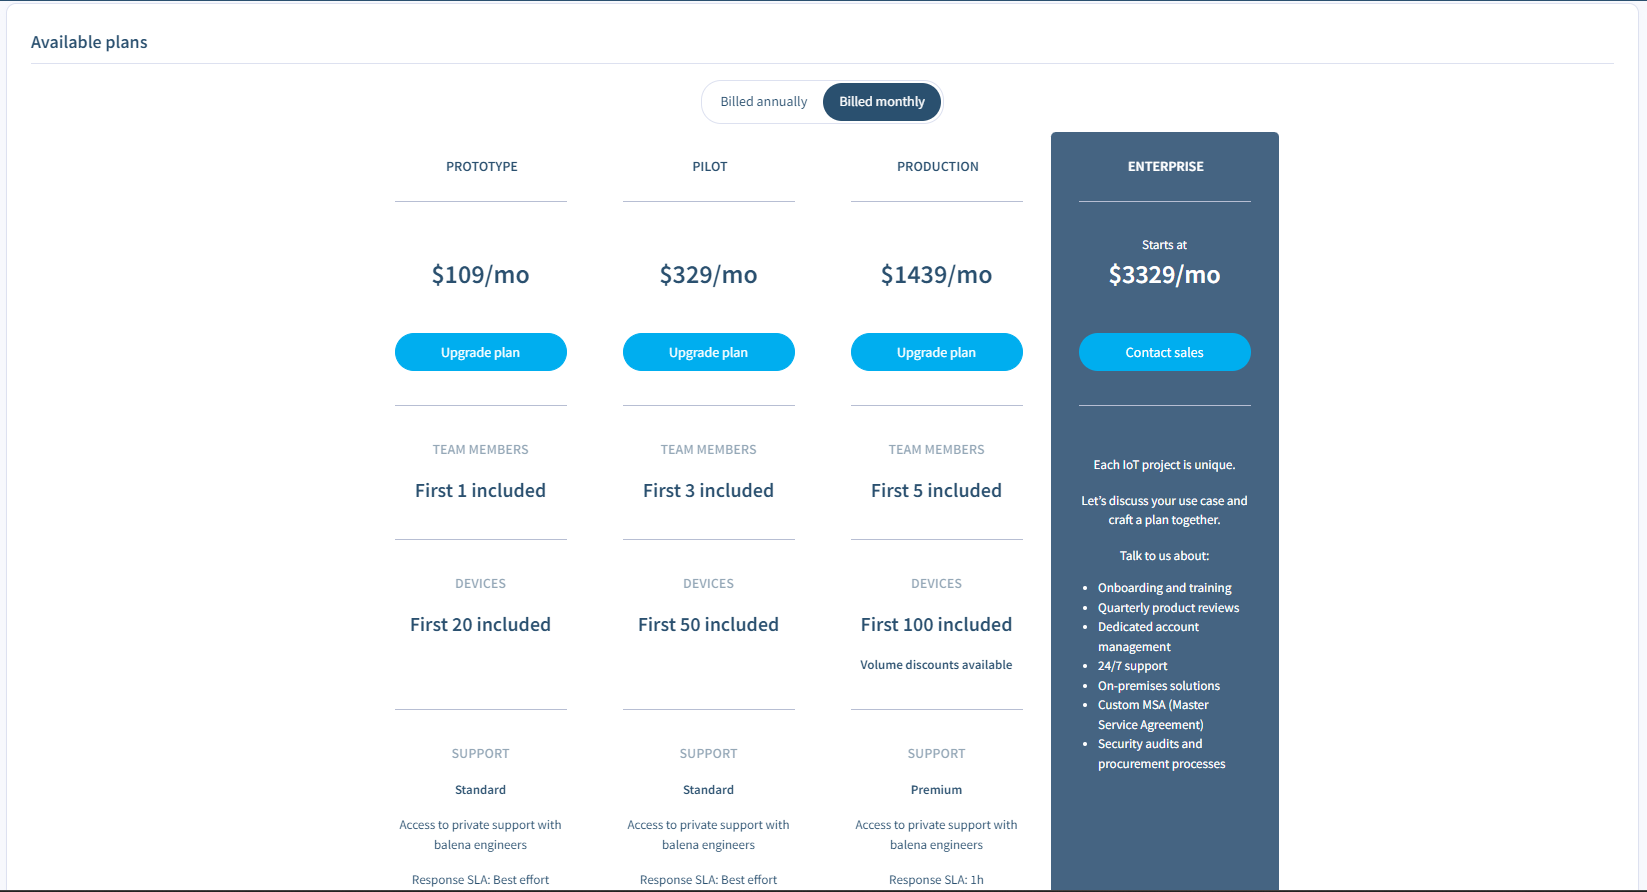 Available plans
Billed annually
Billed monthly
PROTOTYPE
$109/mo
Upgrade plan
TEAM MEMBERS
First 1 included
DEVICES
First 20 included
SUPPORT
Standard
Access to private support with
balena engineers
Response SLA: Best effort
PILOT
$329/mo
Upgrade plan
TEAM MEMBERS
First 3 included
DEVICES
First 50 included
SUPPORT
Standard
Access to private support with
balena engineers
Response SLA: Best effort
PRODUCTION
$1439/mo
Upgrade plan
TEAM MEMBERS
First 5 included
DEVICES
First 100 included
Volume discounts available
SUPPORT
Premium
Access to private support with
balena engineers
Response SLA: 1h
ENTERPRISE
Starts at
$3329/mo
Contact sales
Each IoT project is unique.
Let's discuss your use case and
craft a plan together.
Talk to us about:
• Onboarding and training
• Quarterly product reviews
• Dedicated account
management
• 24/7 support
• On-premises solutions
• Custom MSA (Master
Service Agreement)
• Security audits and
procurement processes